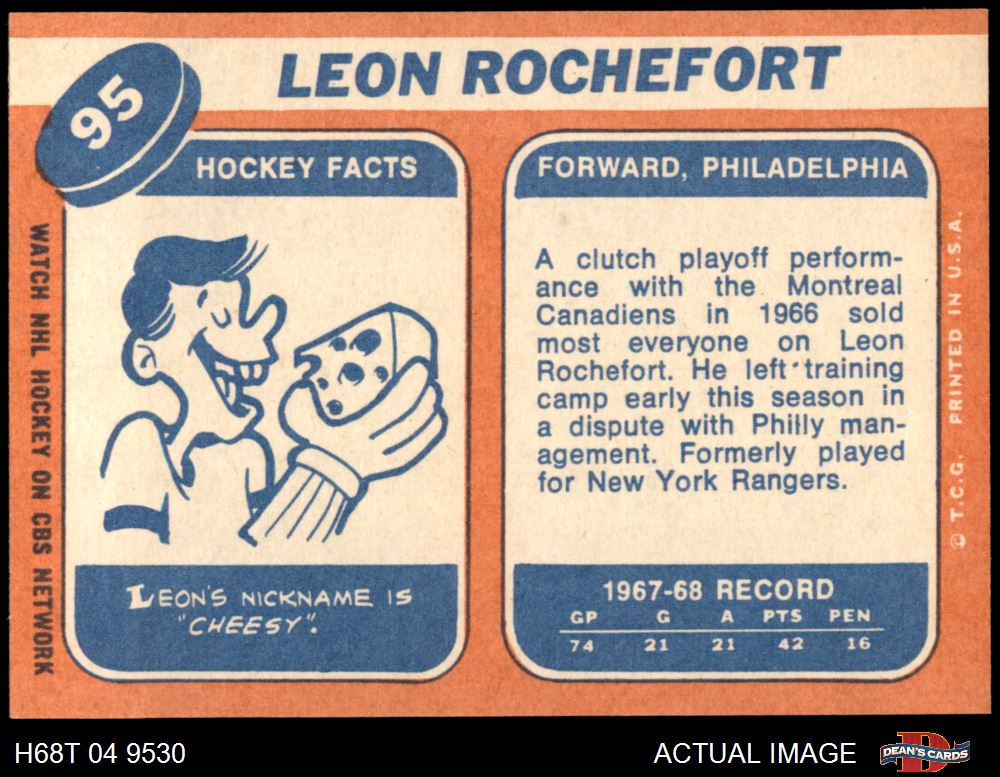 LEON ROCHEFORT
95
HOCKEY FACTS
LEON'S NICKNAME IS
"CHEESY".
FORWARD, PHILADELPHIA
A clutch playoff perform-
ance with the Montreal
Canadiens in 1966 sold
most everyone on Leon
Rochefort. He left training
camp early this season in
a dispute with Philly man-
agement. Formerly played
for New York Rangers.
1967-68 RECORD
GP G A PTS PEN
74 21 21 42 16
WATCH NHL HOCKEY ON CBS NETWORK
© T.C.G. PRINTED IN U.S.A.
H68T 04 9530
ACTUAL IMAGE
D
DEAN'S CARDS